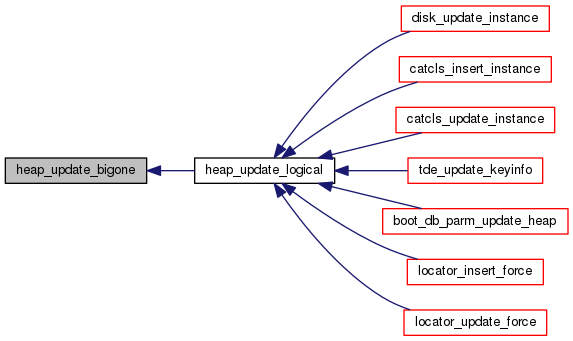 disk_update_instance
catcls_insert_instance
catcls_update_instance
heap_update_bigone
heap_update_logical
tde_update_keyinfo
boot_db_parm_update_heap
locator_insert_force
locator_update_force